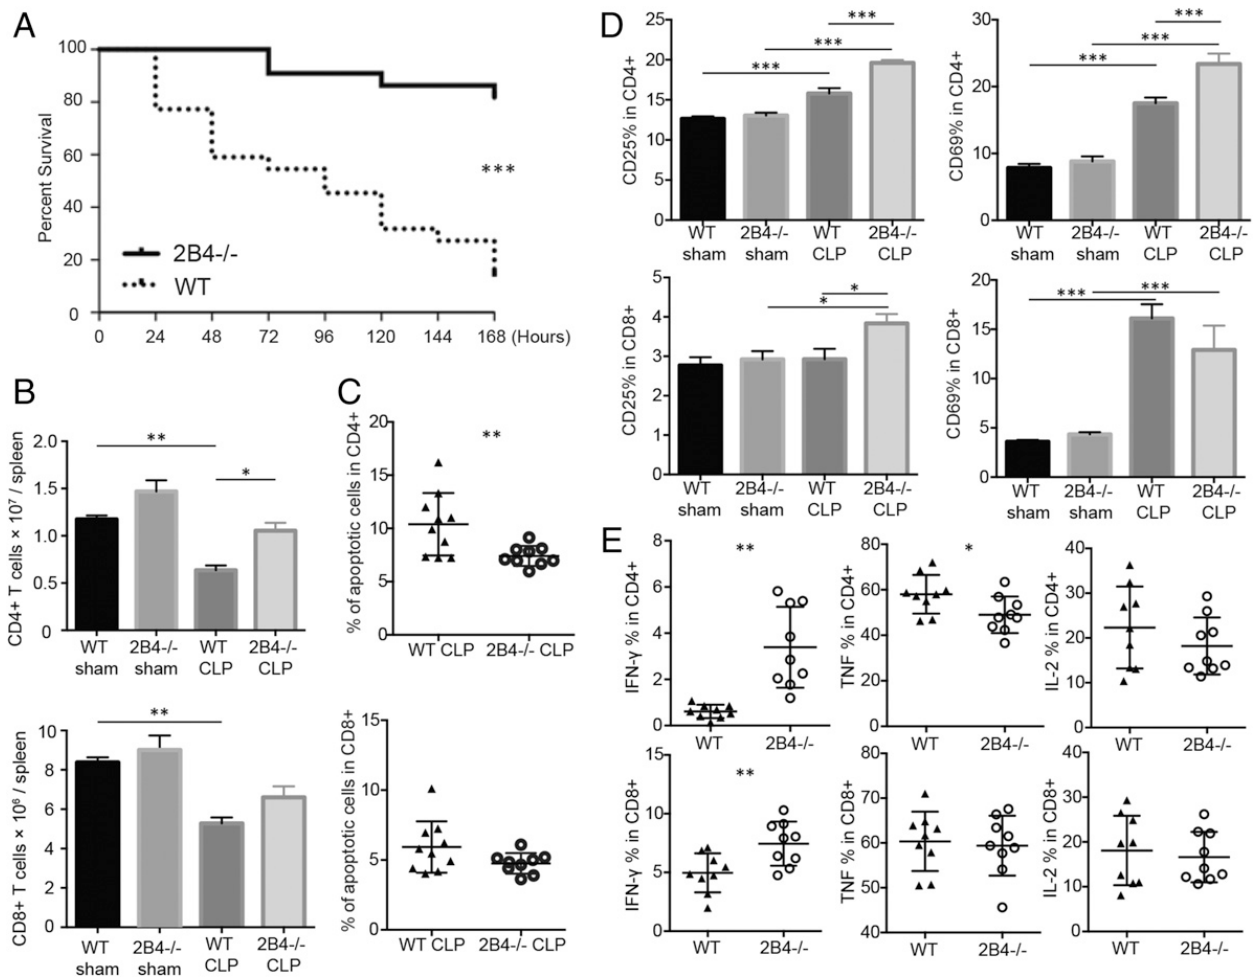 A
100
80
60
40
20
0
Percent Survival
***
2B4-/-
WT
0 24 48 72 96 120 144 168 (Hours)
B
CD4+ T cells × 10⁷ / spleen
2.0
1.5
1.0
0.5
0
**
*
WT sham
2B4-/- sham
WT CLP
2B4-/- CLP
CD8+ T cells × 10⁶ / spleen
10
8
6
4
2
0
**
WT sham
2B4-/- sham
WT CLP
2B4-/- CLP
C
% of apoptotic cells in CD4+
20
15
10
5
0
**
WT CLP 2B4-/- CLP
% of apoptotic cells in CD8+
15
10
5
0
WT CLP 2B4-/- CLP
D
CD25% in CD4+
25
20
15
10
5
0
***
***
***
WT sham
2B4-/- sham
WT CLP
2B4-/- CLP
CD69% in CD4+
30
20
10
0
***
***
***
WT sham
2B4-/- sham
WT CLP
2B4-/- CLP
CD25% in CD8+
5
4
3
2
1
0
*
*
WT sham
2B4-/- sham
WT CLP
2B4-/- CLP
CD69% in CD8+
20
15
10
5
0
***
***
WT sham
2B4-/- sham
WT CLP
2B4-/- CLP
E
IFN-γ % in CD4+
8
6
4
2
0
**
WT 2B4-/-
TNF % in CD4+
80
60
40
20
0
*
WT 2B4-/-
IL-2 % in CD4+
40
30
20
10
0
WT 2B4-/-
IFN-γ % in CD8+
15
10
5
0
**
WT 2B4-/-
TNF % in CD8+
80
70
60
50
40
WT 2B4-/-
IL-2 % in CD8+
40
30
20
10
0
WT 2B4-/-